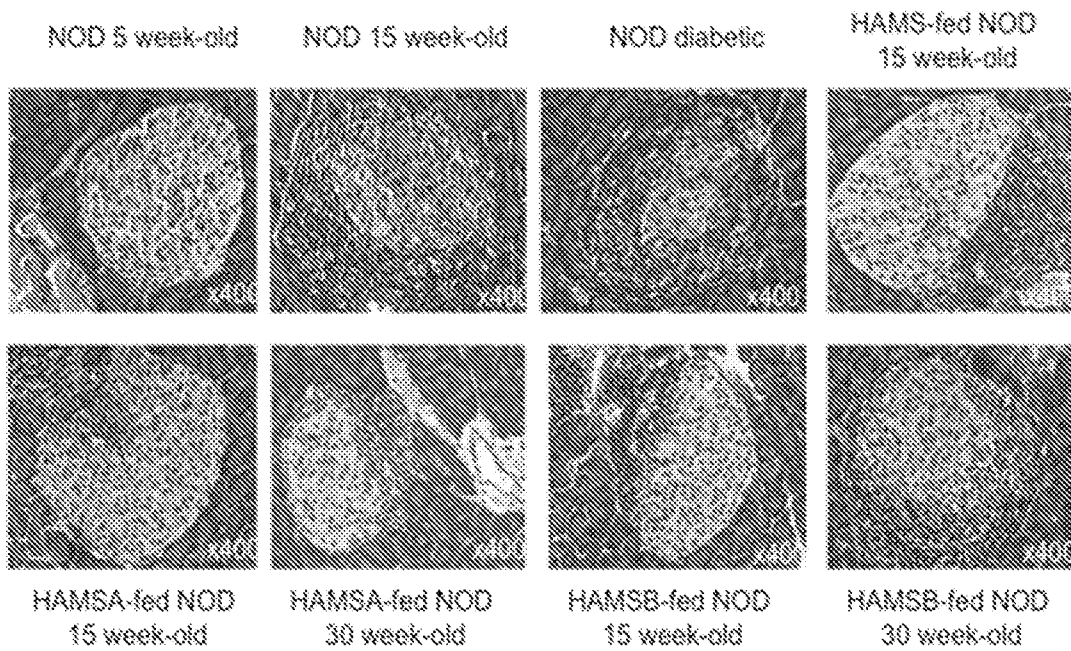 NOD 5 week-old
NOD 15 week-old
NOD diabetic
HAMS-fed NOD
15 week-old
x400
x400
x400
x400
x400
x400
x400
HAMSA-fed NOD
15 week-old
HAMSA-fed NOD
30 week-old
HAMSB-fed NOD
15 week-old
HAMSB-fed NOD
30 week-old